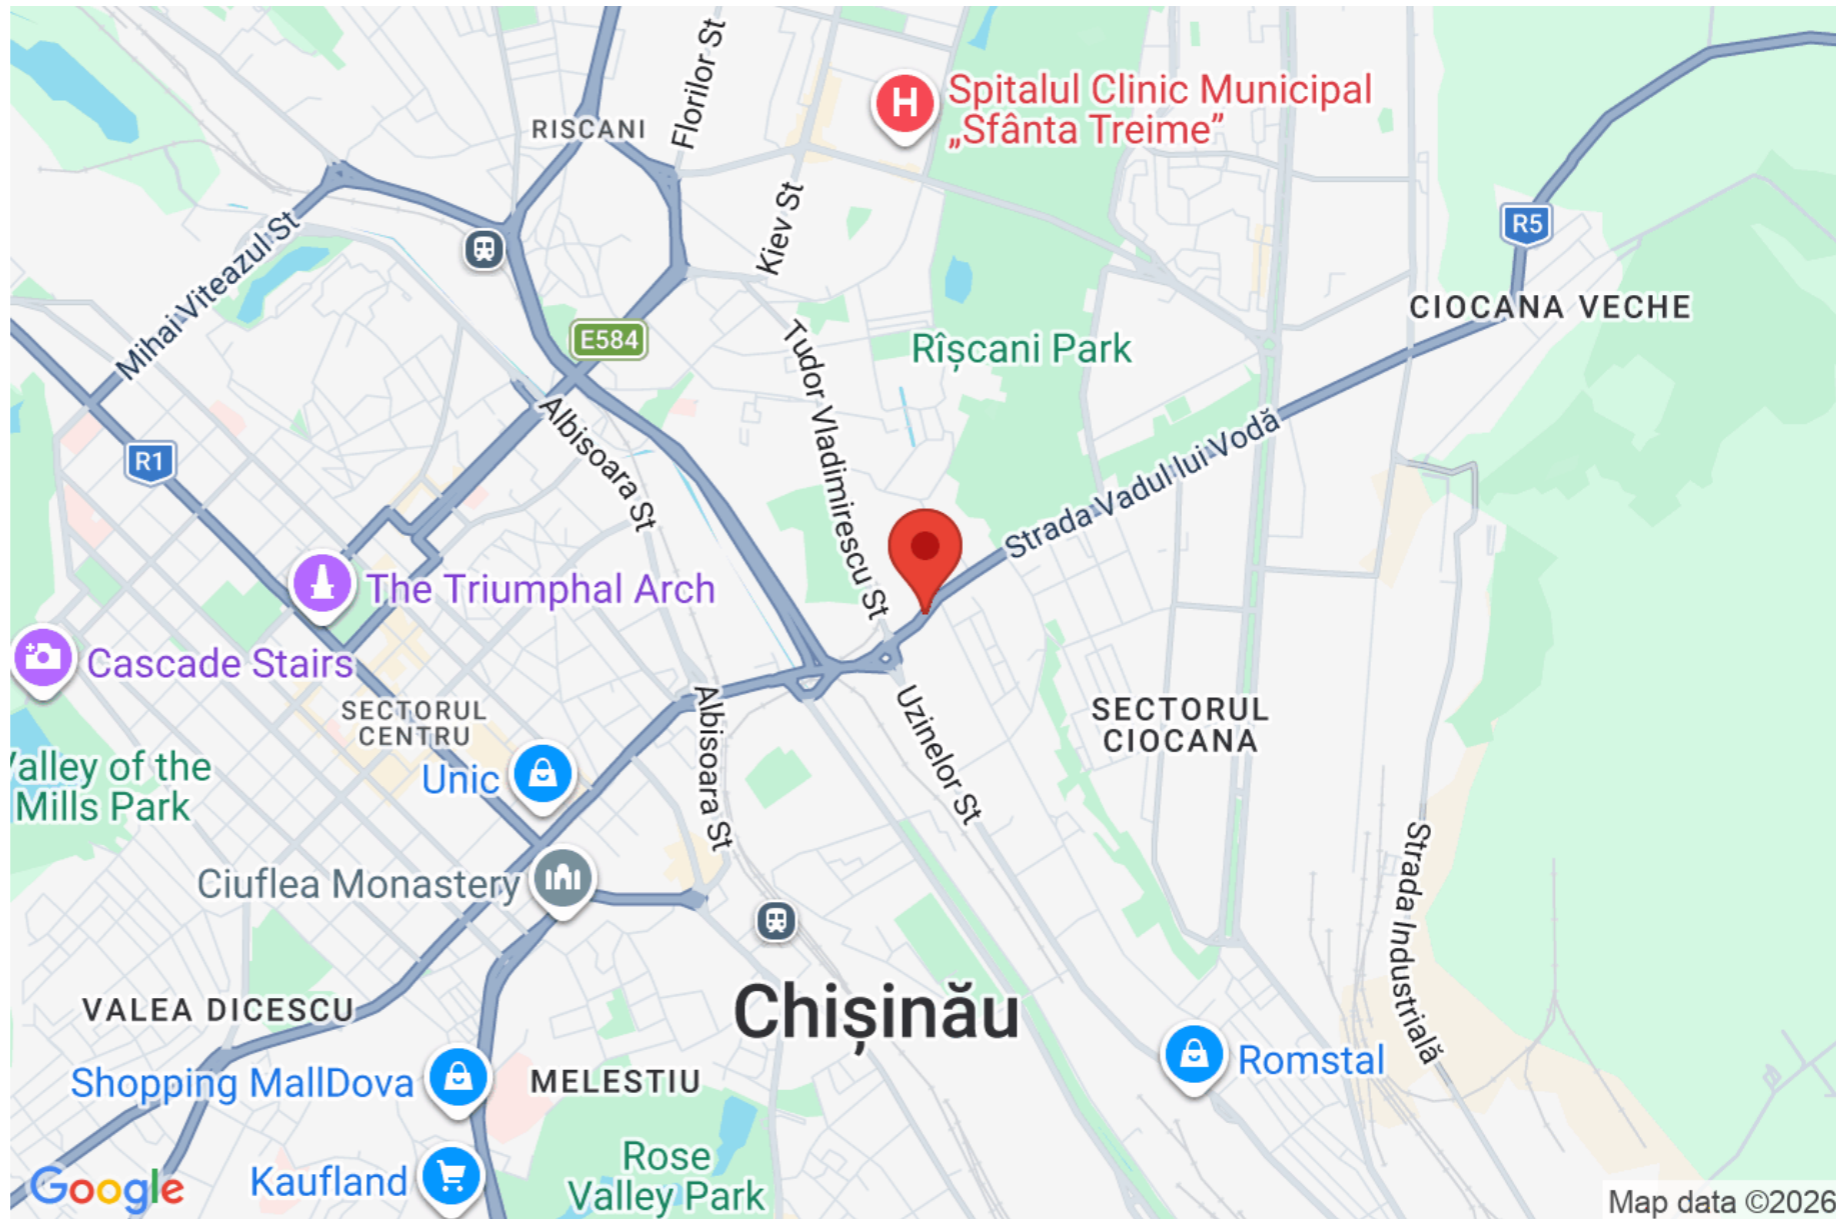 Florilor St
Spitalul Clinic Municipal
„Sfânta Treime”
H
RISCANI
Kiev St
R5
Mihai Viteazul St
CIOCANA VECHE
E584
Rîșcani Park
Tudor Vladimirescu St
Albisoara St
R1
Strada Vadul lui Vodă
The Triumphal Arch
Cascade Stairs
SECTORUL
CENTRU
Albisoara St
Uzinelor St
SECTORUL
CIOCANA
Valley of the
Mills Park
Unic
Ciuflea Monastery
Strada Industrială
VALEA DICESCU
Chișinău
Shopping MallDova
MELESTIU
Romstal
Rose
Valley Park
Kaufland
Google
Map data ©2026